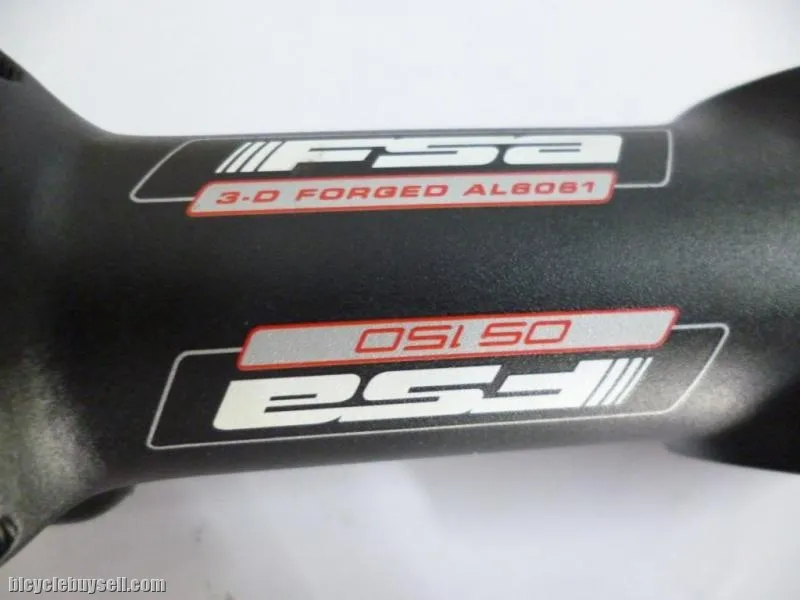 FSA
3-D FORGED AL6061
OS 150
FSA
bicyclebuysell.com